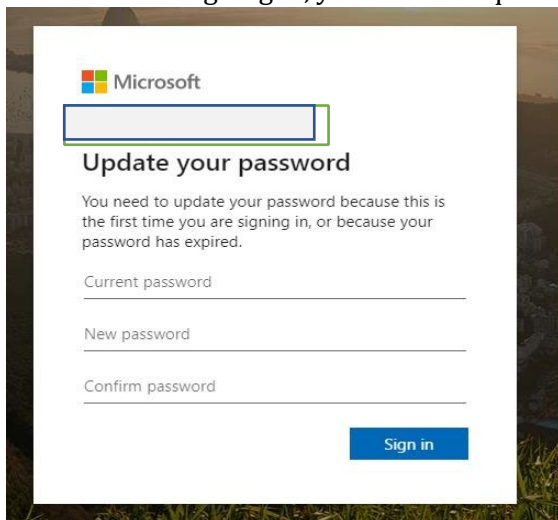 Microsoft
Update your password
You need to update your password because this is
the first time you are signing in, or because your
password has expired.
Current password
New password
Confirm password
Sign in